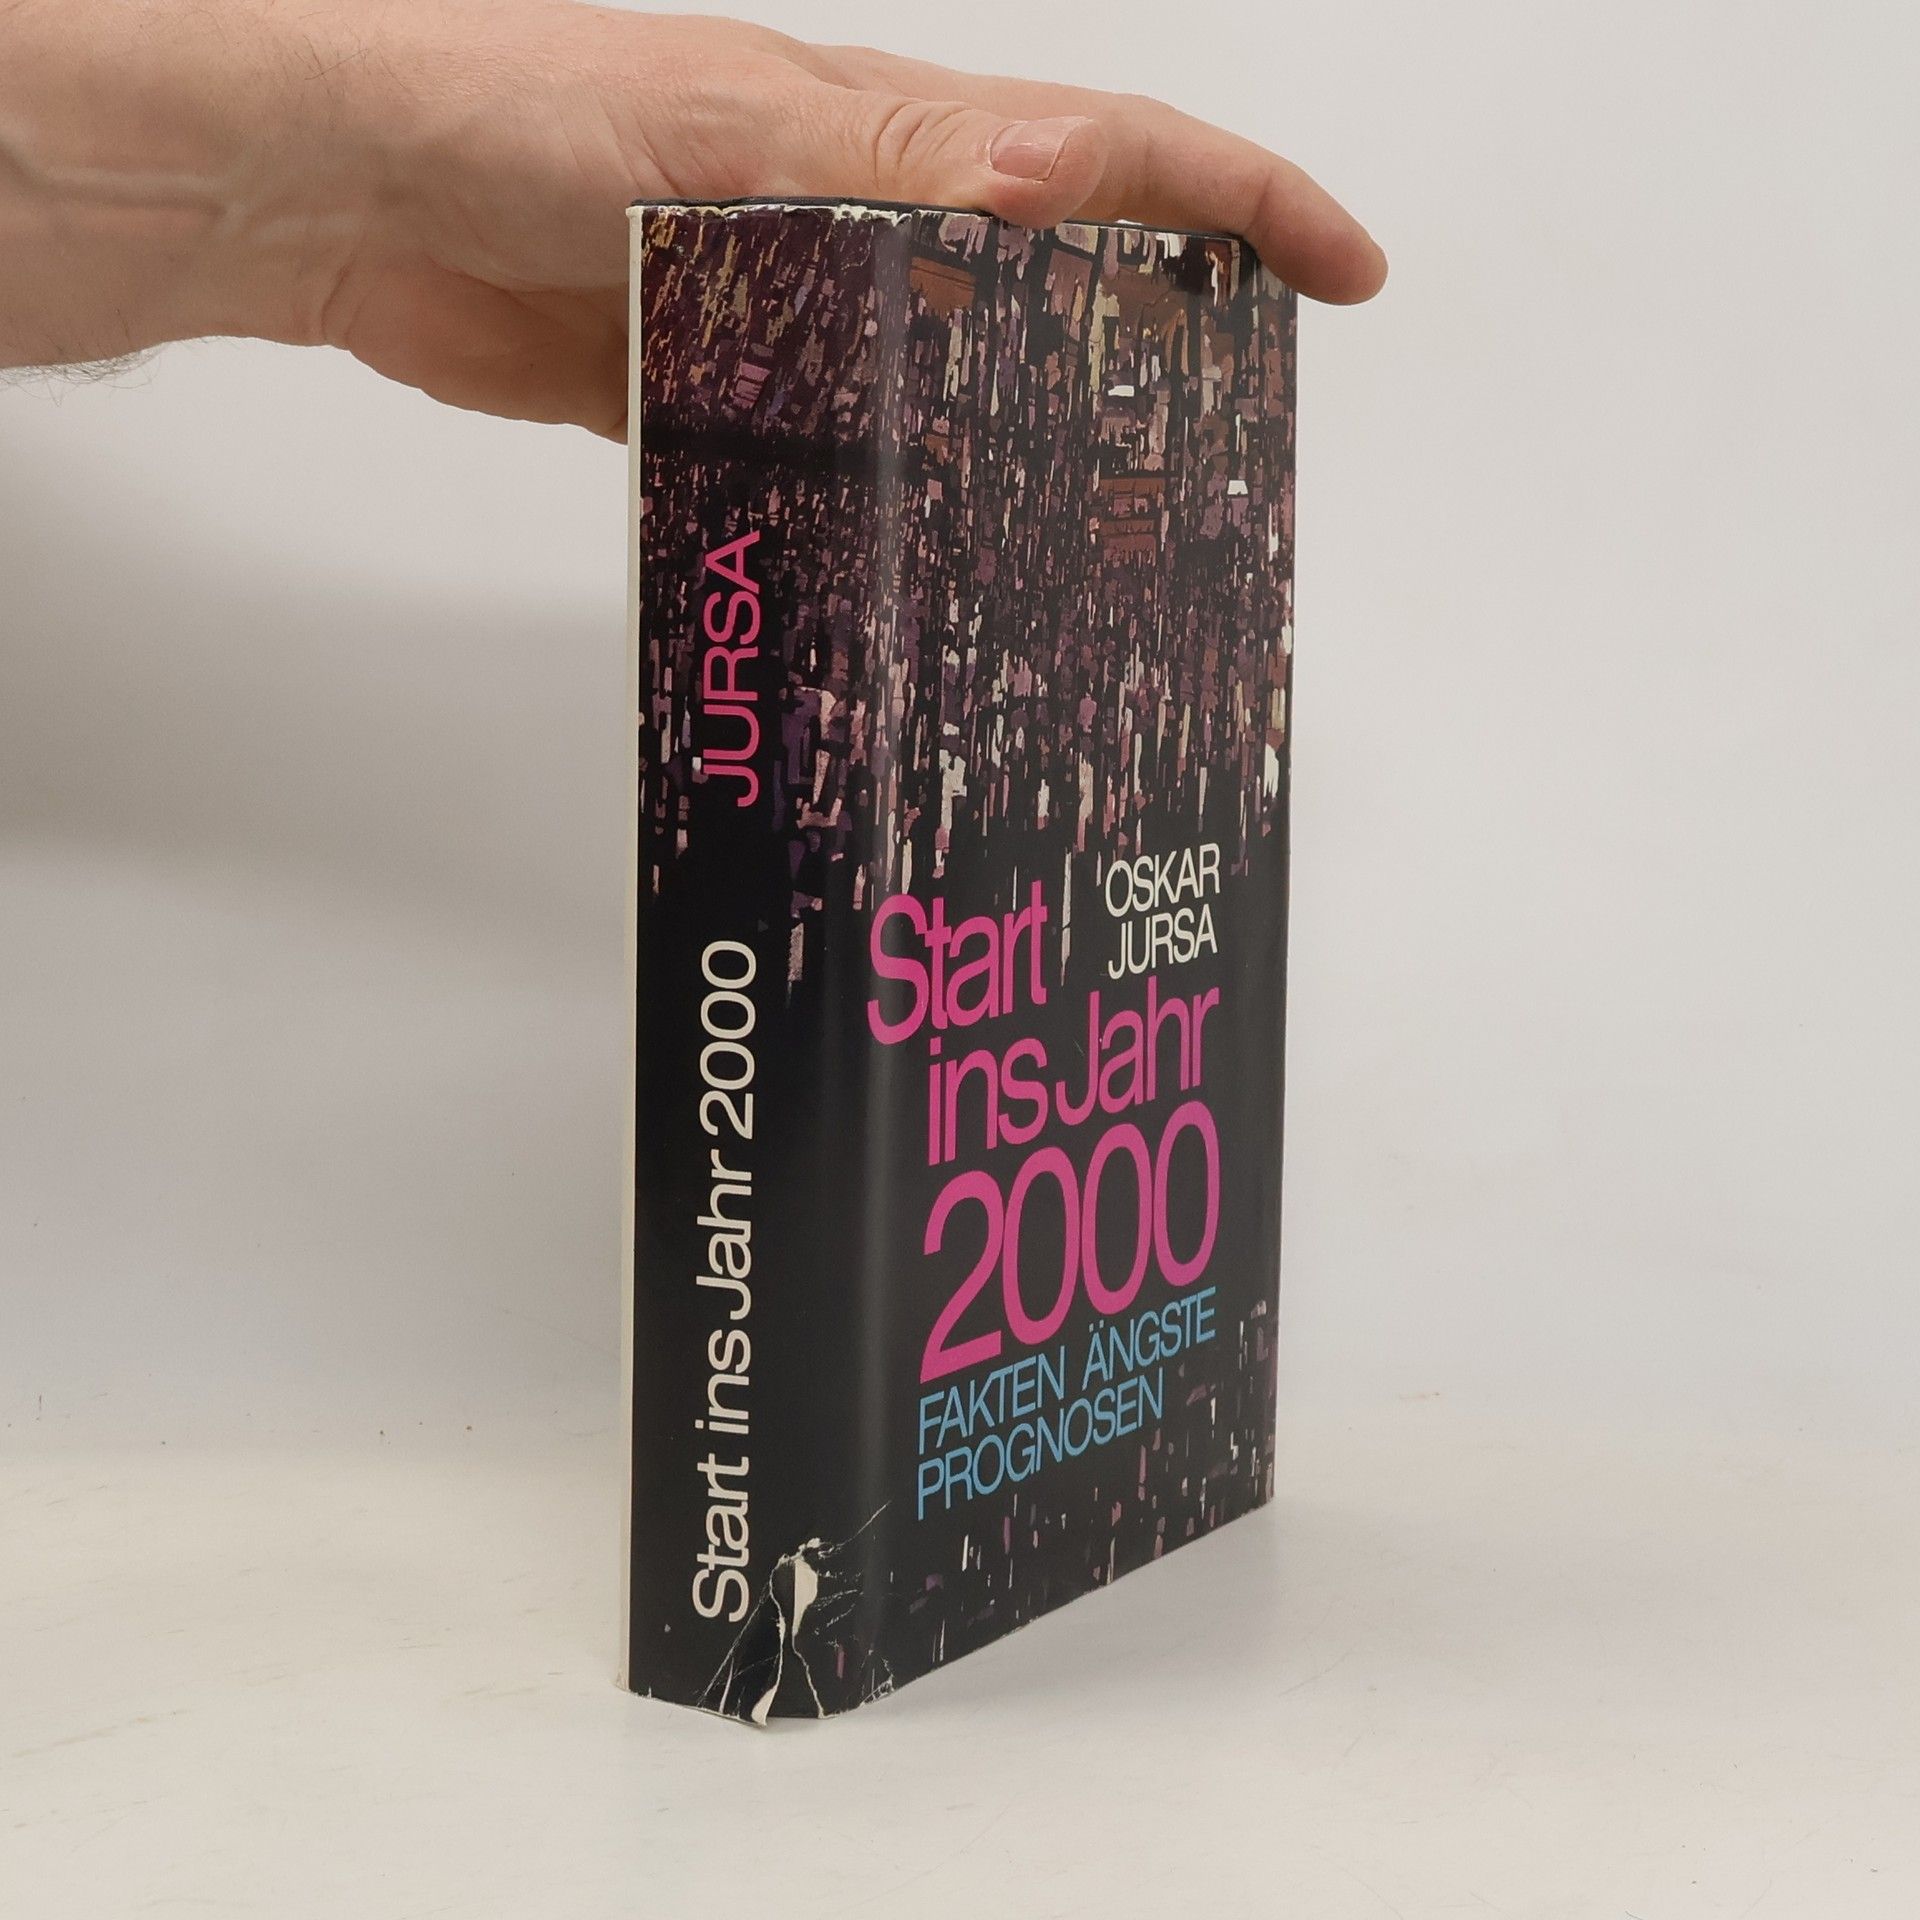 Start ins Jahr 2000 JURSA
OSKAR
JURSA
Start
ins Jahr
2000
FAKTEN ÄNGSTE
PROGNOSEN